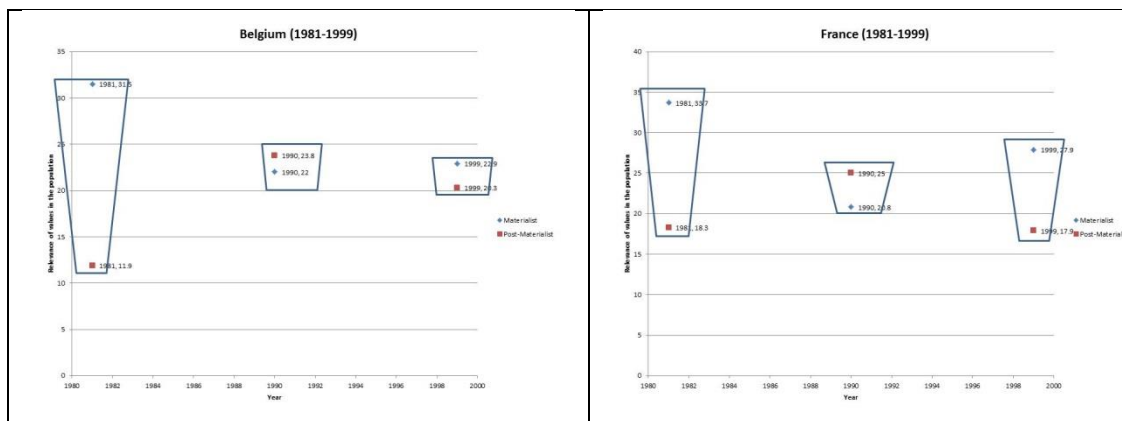 Belgium (1981-1999)
35
30
25
20
15
10
5
0
Relevance of values in the population
1981, 31.5
1981, 11.9
1990, 23.8
1990, 22
1999, 22.9
1999, 20.3
Materialist
Post-Materialist
1980 1982 1984 1986 1988 1990 1992 1994 1996 1998 2000
Year
France (1981-1999)
40
35
30
25
20
15
10
5
0
Relevance of values in the population
1981, 33.7
1981, 18.3
1990, 25
1990, 20.8
1999, 27.9
1999, 17.9
Materialist
Post-Material
1980 1982 1984 1986 1988 1990 1992 1994 1996 1998 2000
Year